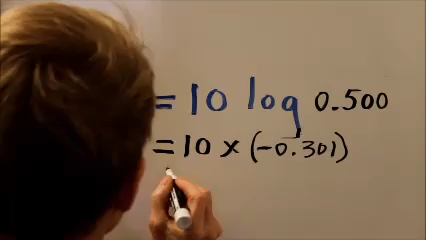 = 10 log 0.500
= 10 x (-0.301)